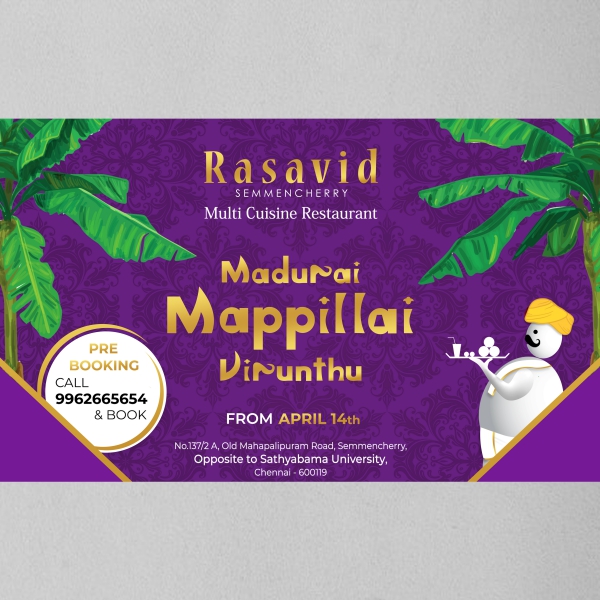 Rasavid
SEMMENCHERRY
Multi Cuisine Restaurant
Madurai
Mappillai
Virunthu
PRE
BOOKING
CALL
9962665654
& BOOK
FROM APRIL 14th
No.137/2 A, Old Mahapalipuram Road, Semmencherry,
Opposite to Sathyabama University,
Chennai - 600119